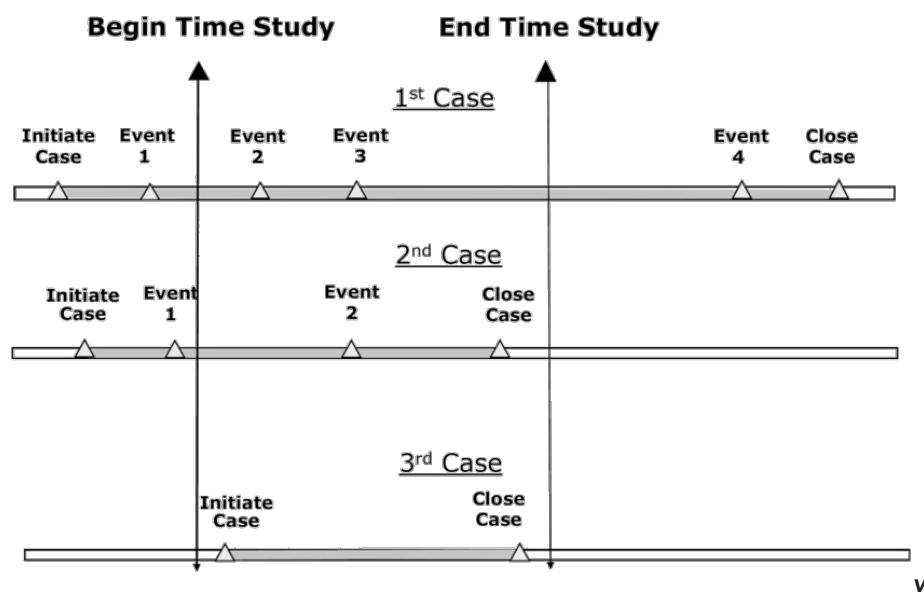 Begin Time Study
End Time Study
1st Case
Initiate
Case
Event
1
Event
2
Event
3
Event
4
Close
Case
2nd Case
Initiate
Case
Event
1
Event
2
Close
Case
3rd Case
Initiate
Case
Close
Case